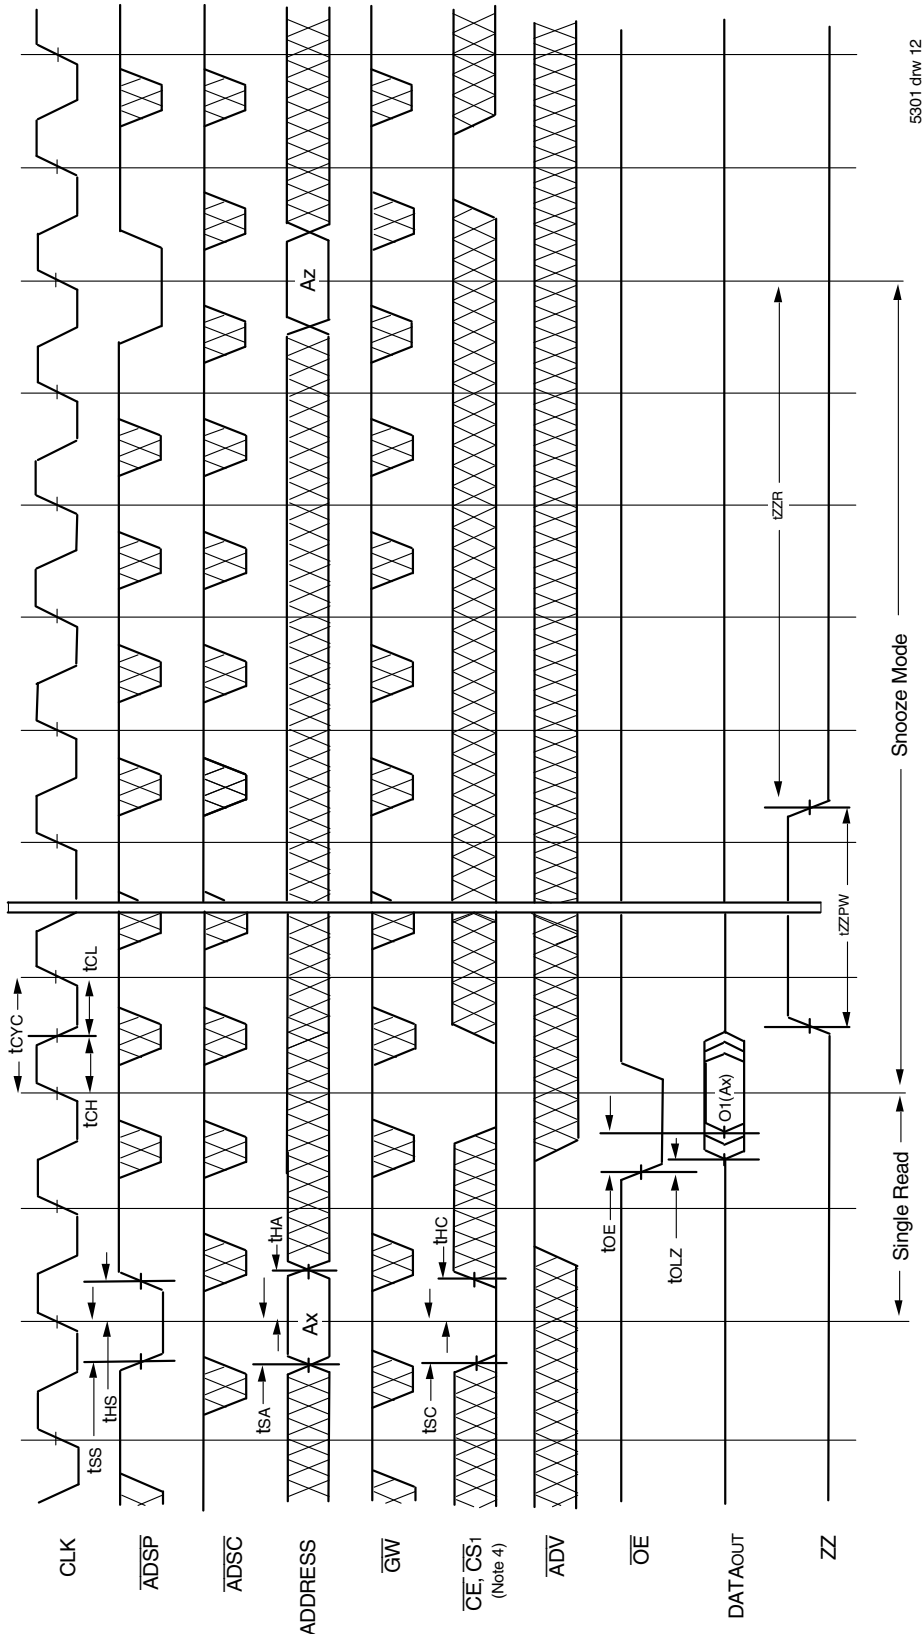 tCYC
tCH
tCL
tSS
tHS
CLK
ADSP
ADSC
tSA
tHA
ADDRESS
Ax
Az
GW
tSC
tHC
CE, CS1
(Note 4)
ADV
OE
tOE
tOLZ
DATAOUT
O1(Ax)
tZZR
ZZ
tZZPW
Single Read
Snooze Mode
5301 drw 12